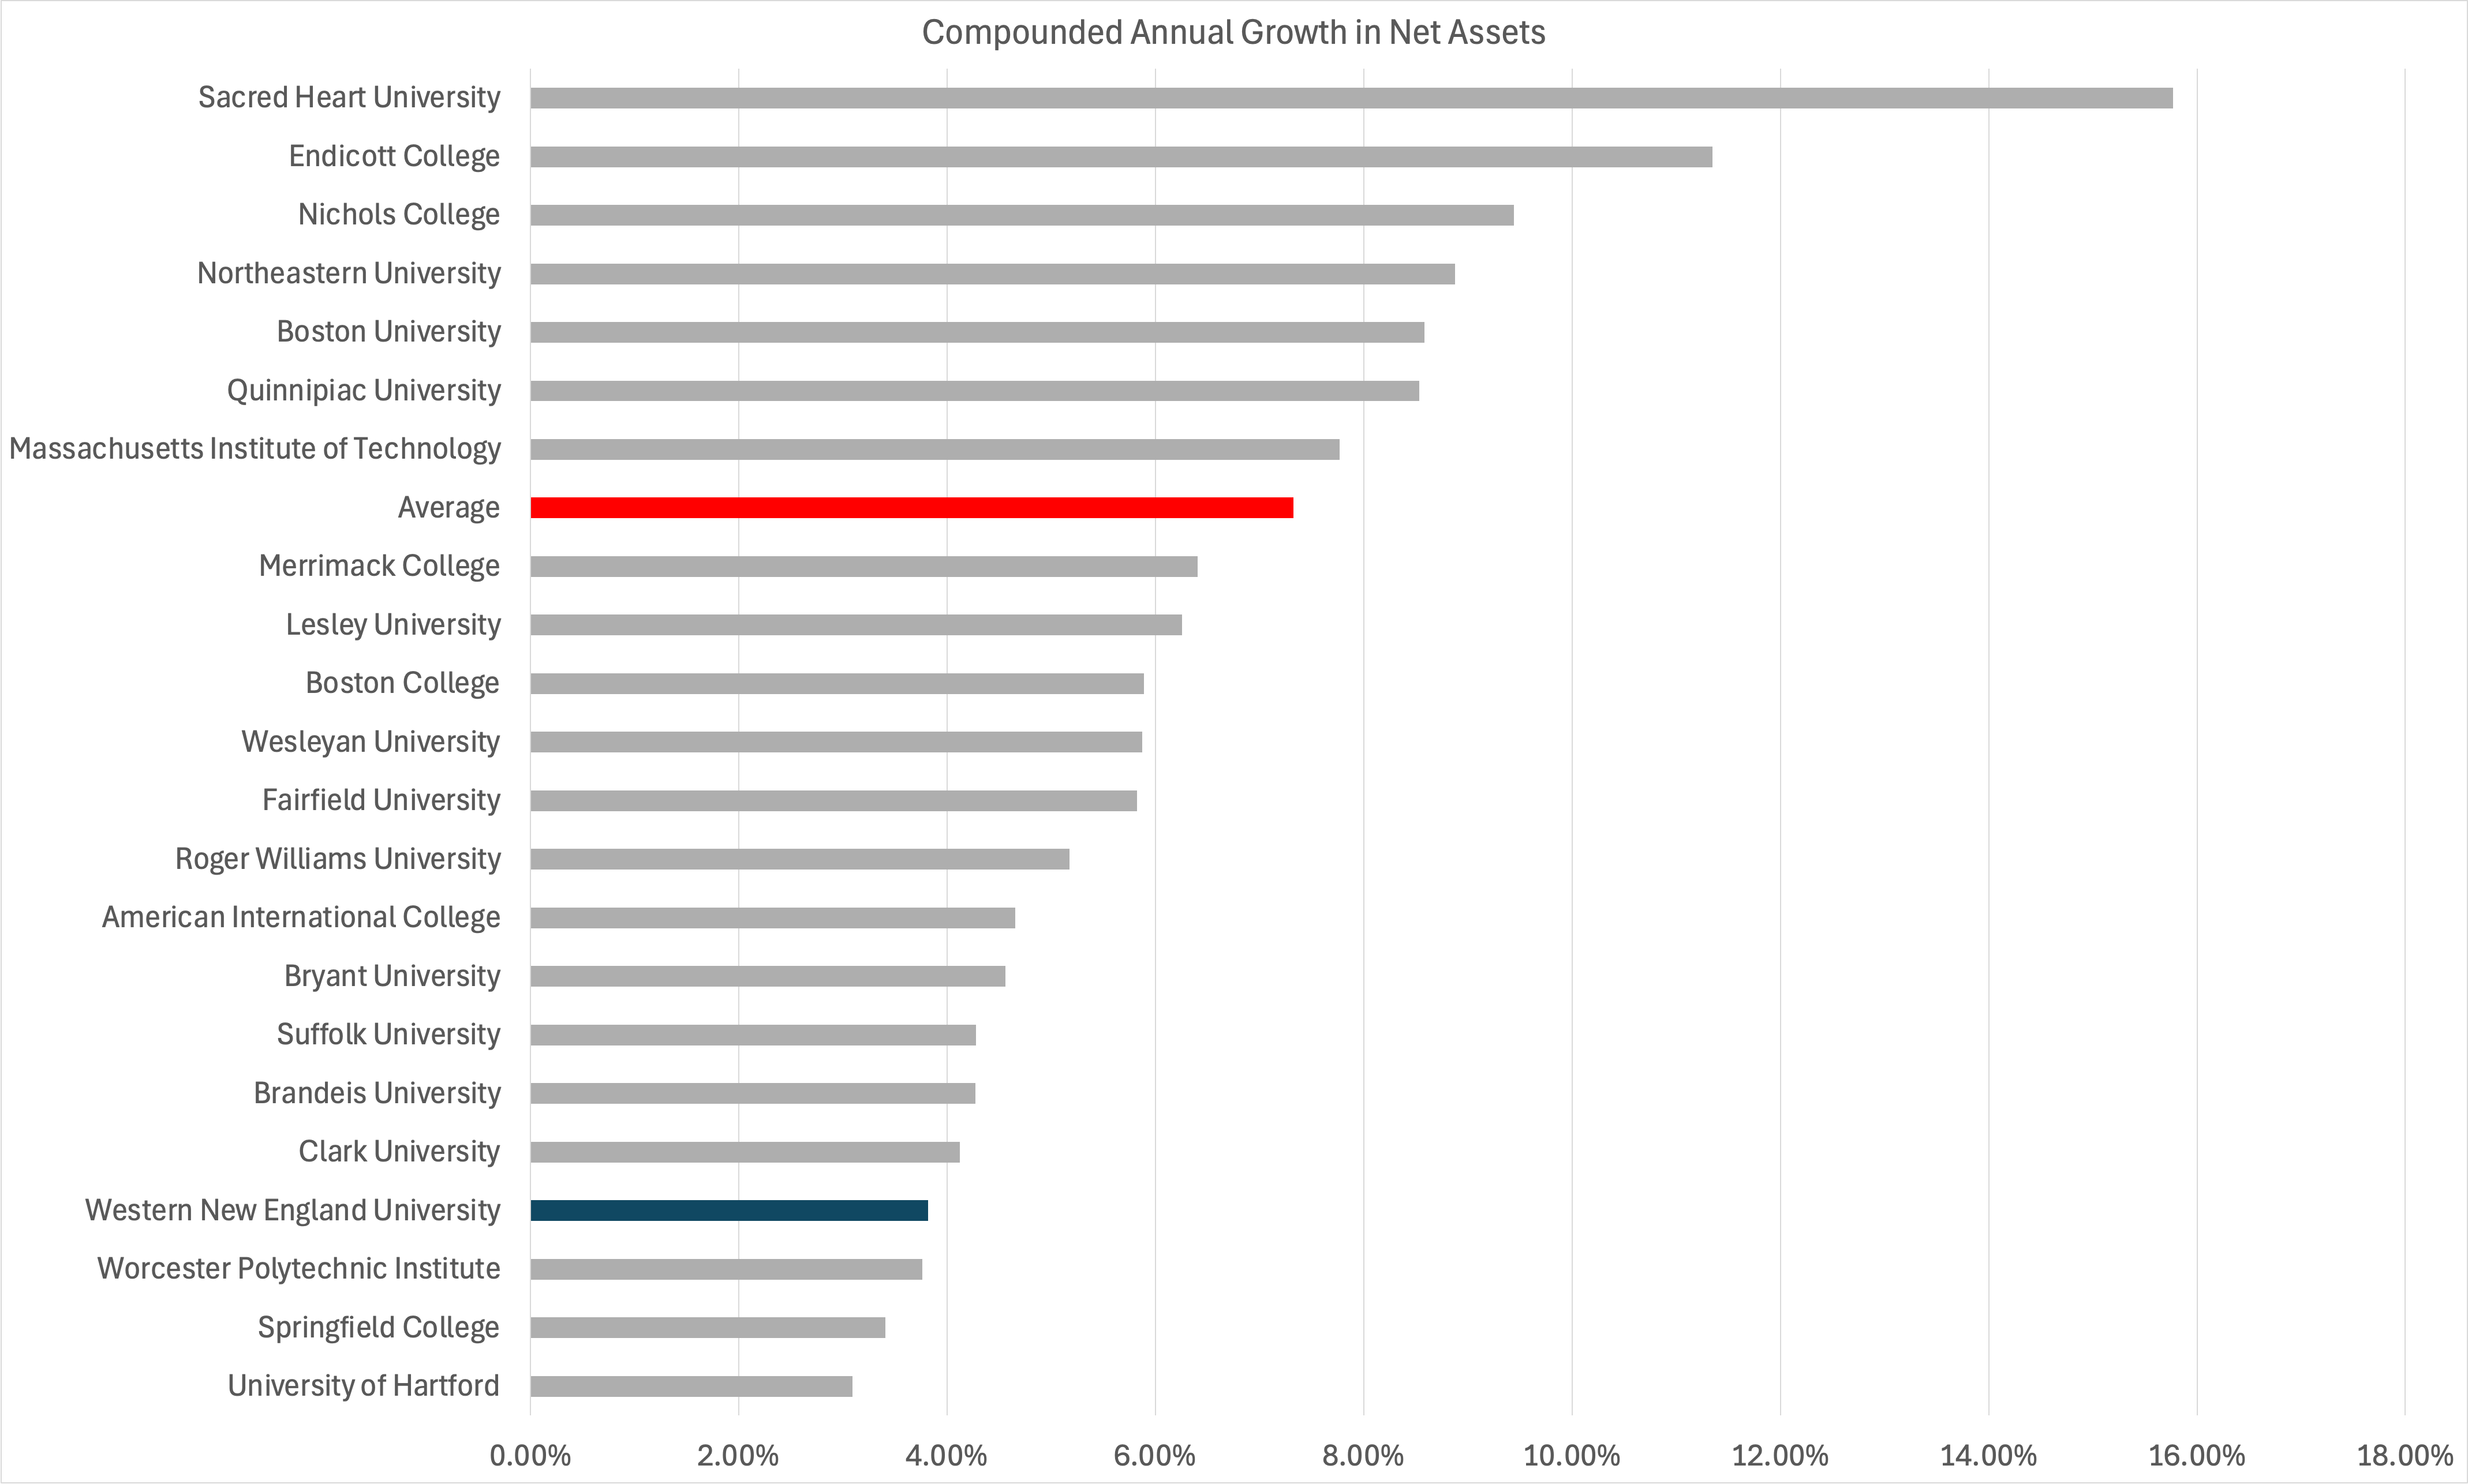 Compounded Annual Growth in Net Assets
Sacred Heart University
Endicott College
Nichols College
Northeastern University
Boston University
Quinnipiac University
Massachusetts Institute of Technology
Average
Merrimack College
Lesley University
Boston College
Wesleyan University
Fairfield University
Roger Williams University
American International College
Bryant University
Suffolk University
Brandeis University
Clark University
Western New England University
Worcester Polytechnic Institute
Springfield College
University of Hartford
0.00% 2.00% 4.00% 6.00% 8.00% 10.00% 12.00% 14.00% 16.00% 18.00%